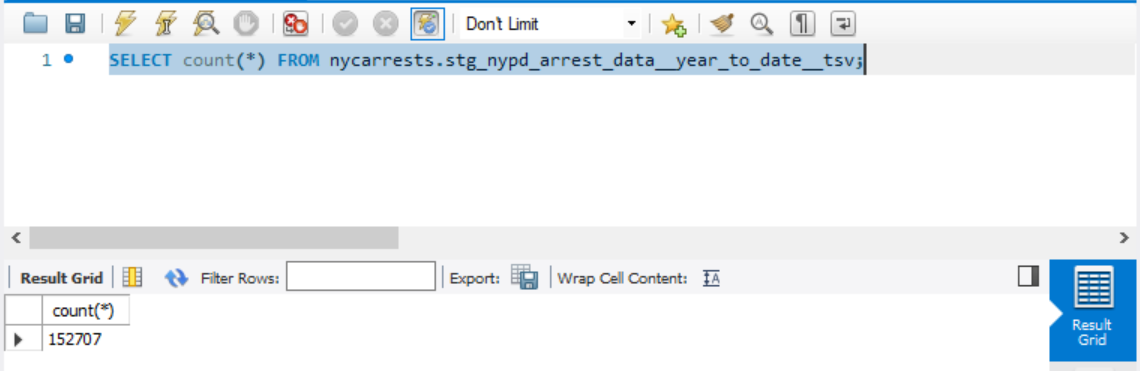 Don't Limit
1 SELECT count(*) FROM nycarrests.stg_nypd_arrest_data__year_to_date__tsv;
Result Grid Filter Rows: Export: Wrap Cell Content: IA
count(*)
152707
Result
Grid